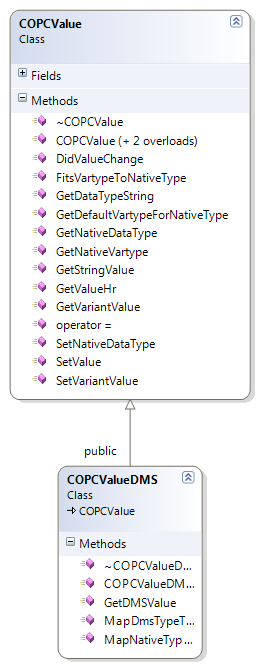 COPCValue
Class
Fields
Methods
~COPCValue
COPCValue (+ 2 overloads)
DidValueChange
FitsVartypeToNativeType
GetDataTypeString
GetDefaultVartypeForNativeType
GetNativeDataType
GetNativeVartype
GetStringValue
GetValueHr
GetVariantValue
operator =
SetNativeDataType
SetValue
SetVariantValue
public
COPCValueDMS
Class
COPCValue
Methods
~COPCValueD...
COPCValueDM...
GetDMSValue
MapDmsTypeT...
MapNativeTyp...